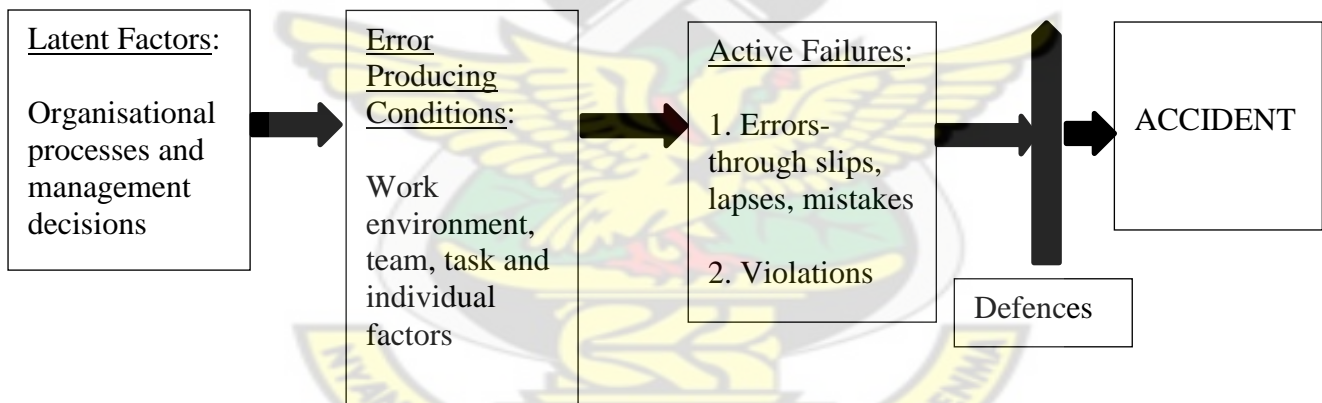 Latent Factors:
Organisational
processes and
management
decisions
Error
Producing
Conditions:
Work
environment,
team, task and
individual
factors
Active Failures:
1. Errors-
through slips,
lapses, mistakes
2. Violations
Defences
ACCIDENT